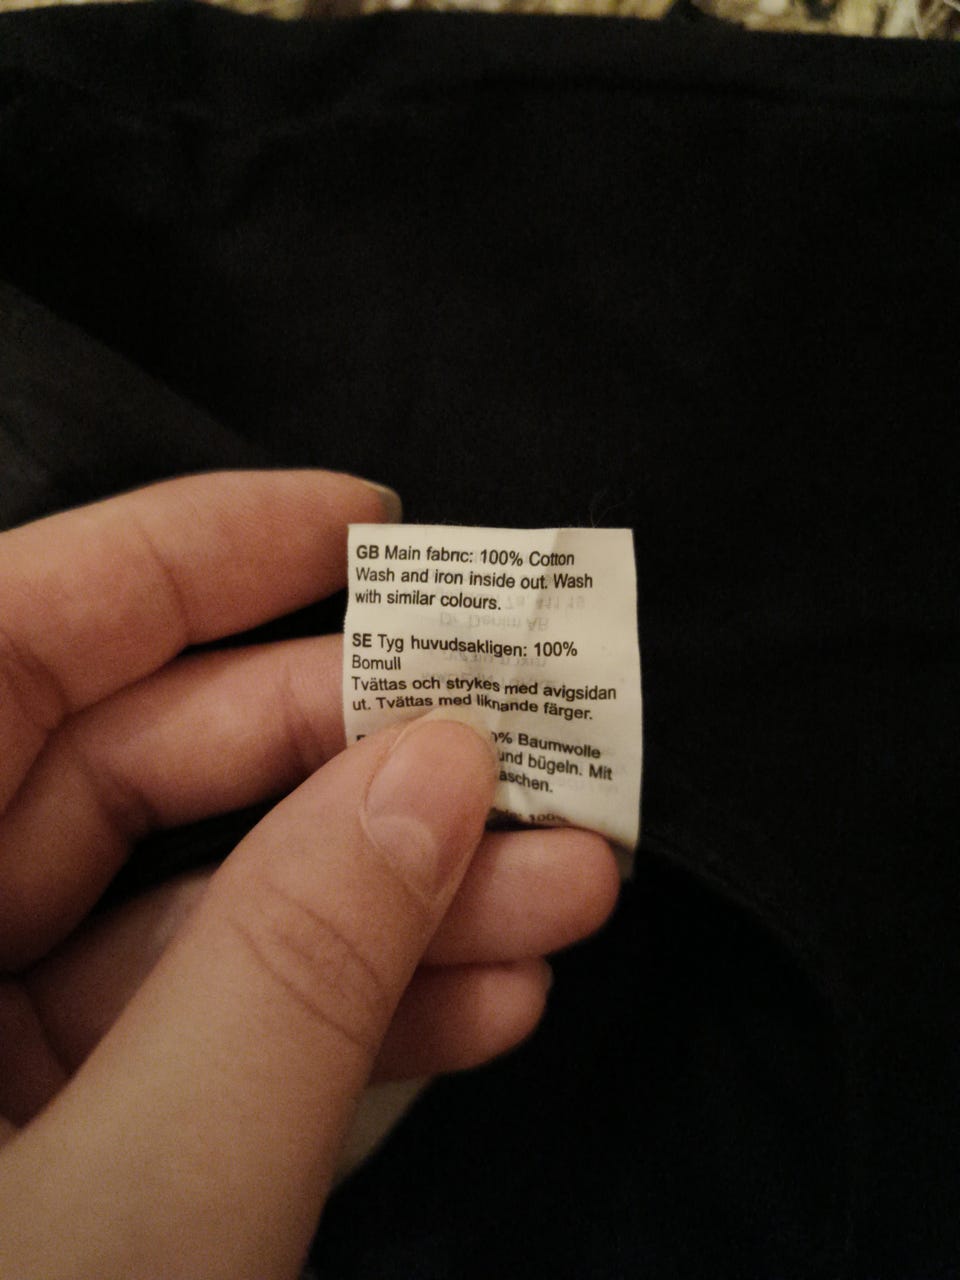 GB Main fabric: 100% Cotton
Wash and iron inside out. Wash
with similar colours.
SE Tyg huvudsakligen: 100%
Bomull
Tvättas och strykes med avigsidan
ut. Tvättas med liknande färger.
% Baumwolle
und bügeln. Mit